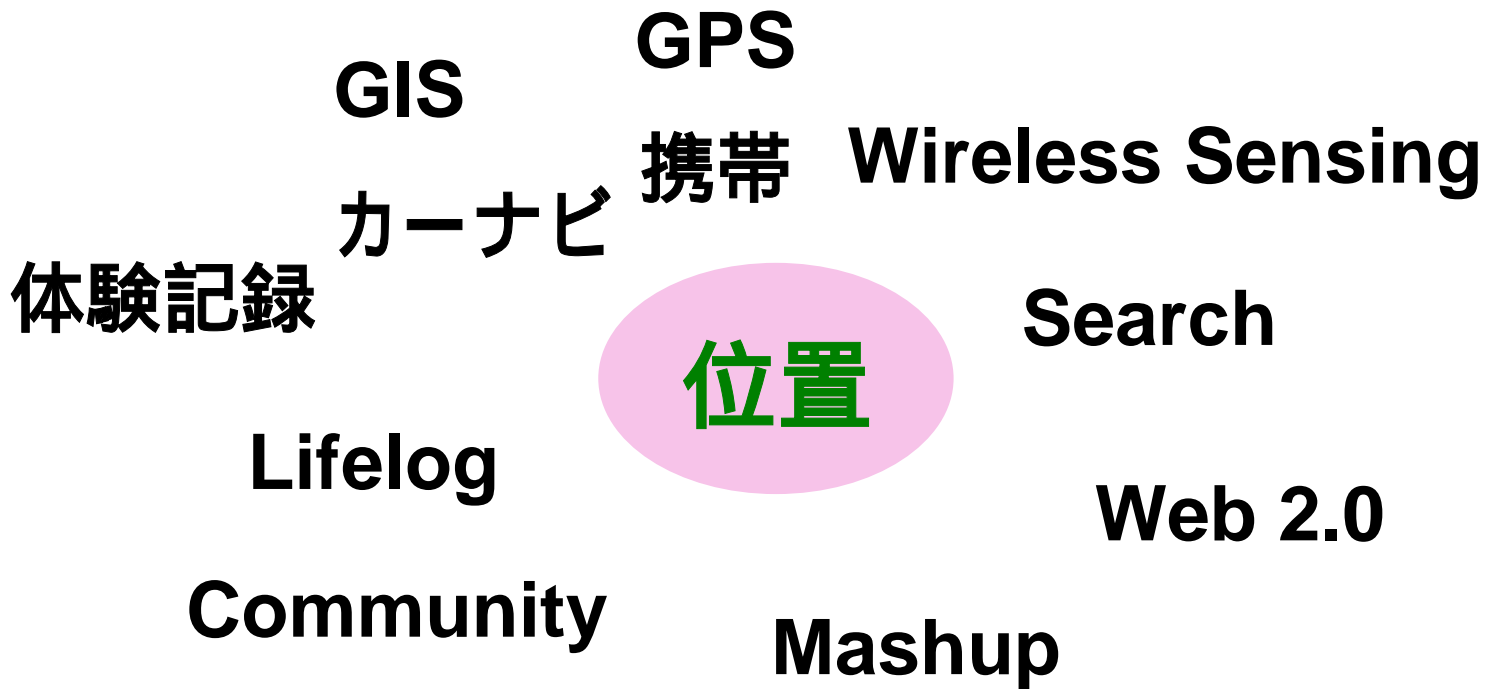 GPS
GIS
携帯
Wireless Sensing
カーナビ
体験記録
Search
位置
Lifelog
Web 2.0
Community
Mashup